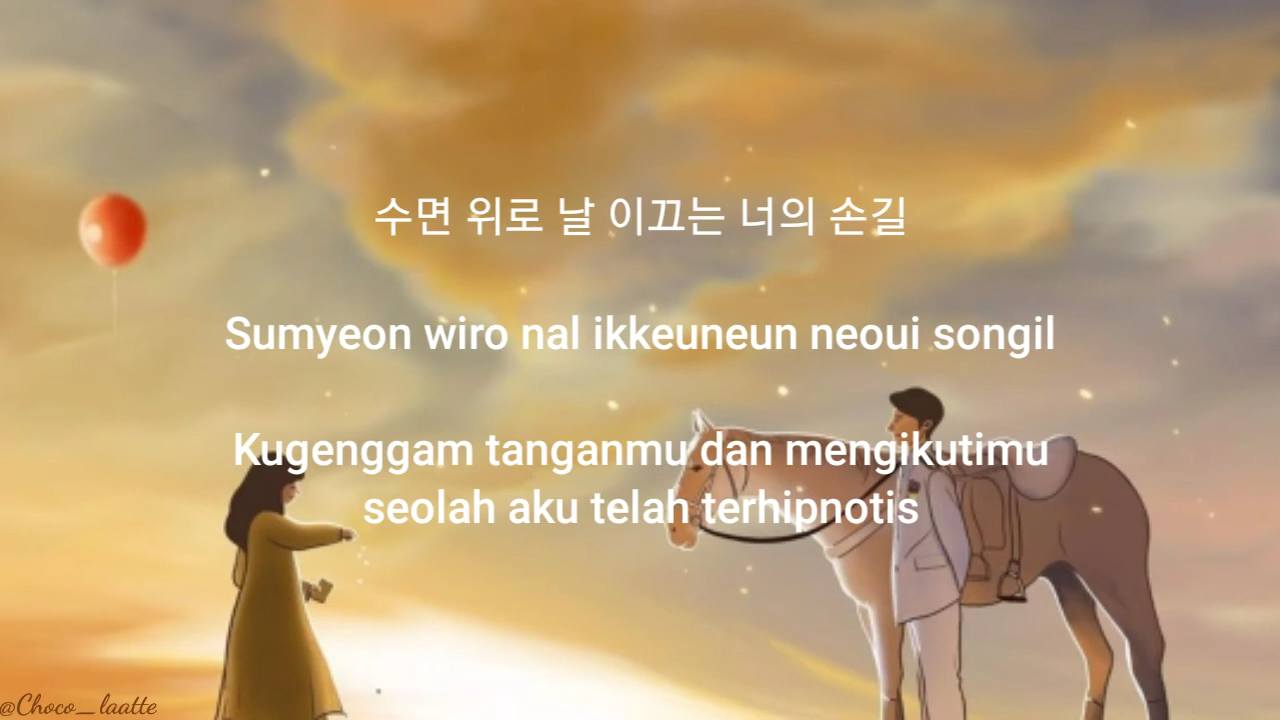 수면 위로 날 이끄는 너의 손길
Sumyeon wiro nal ikkeuneun neoui songil
Kugenggam tanganmu dan mengikutimu
seolah aku telah terhipnotis
@Choco_laatte